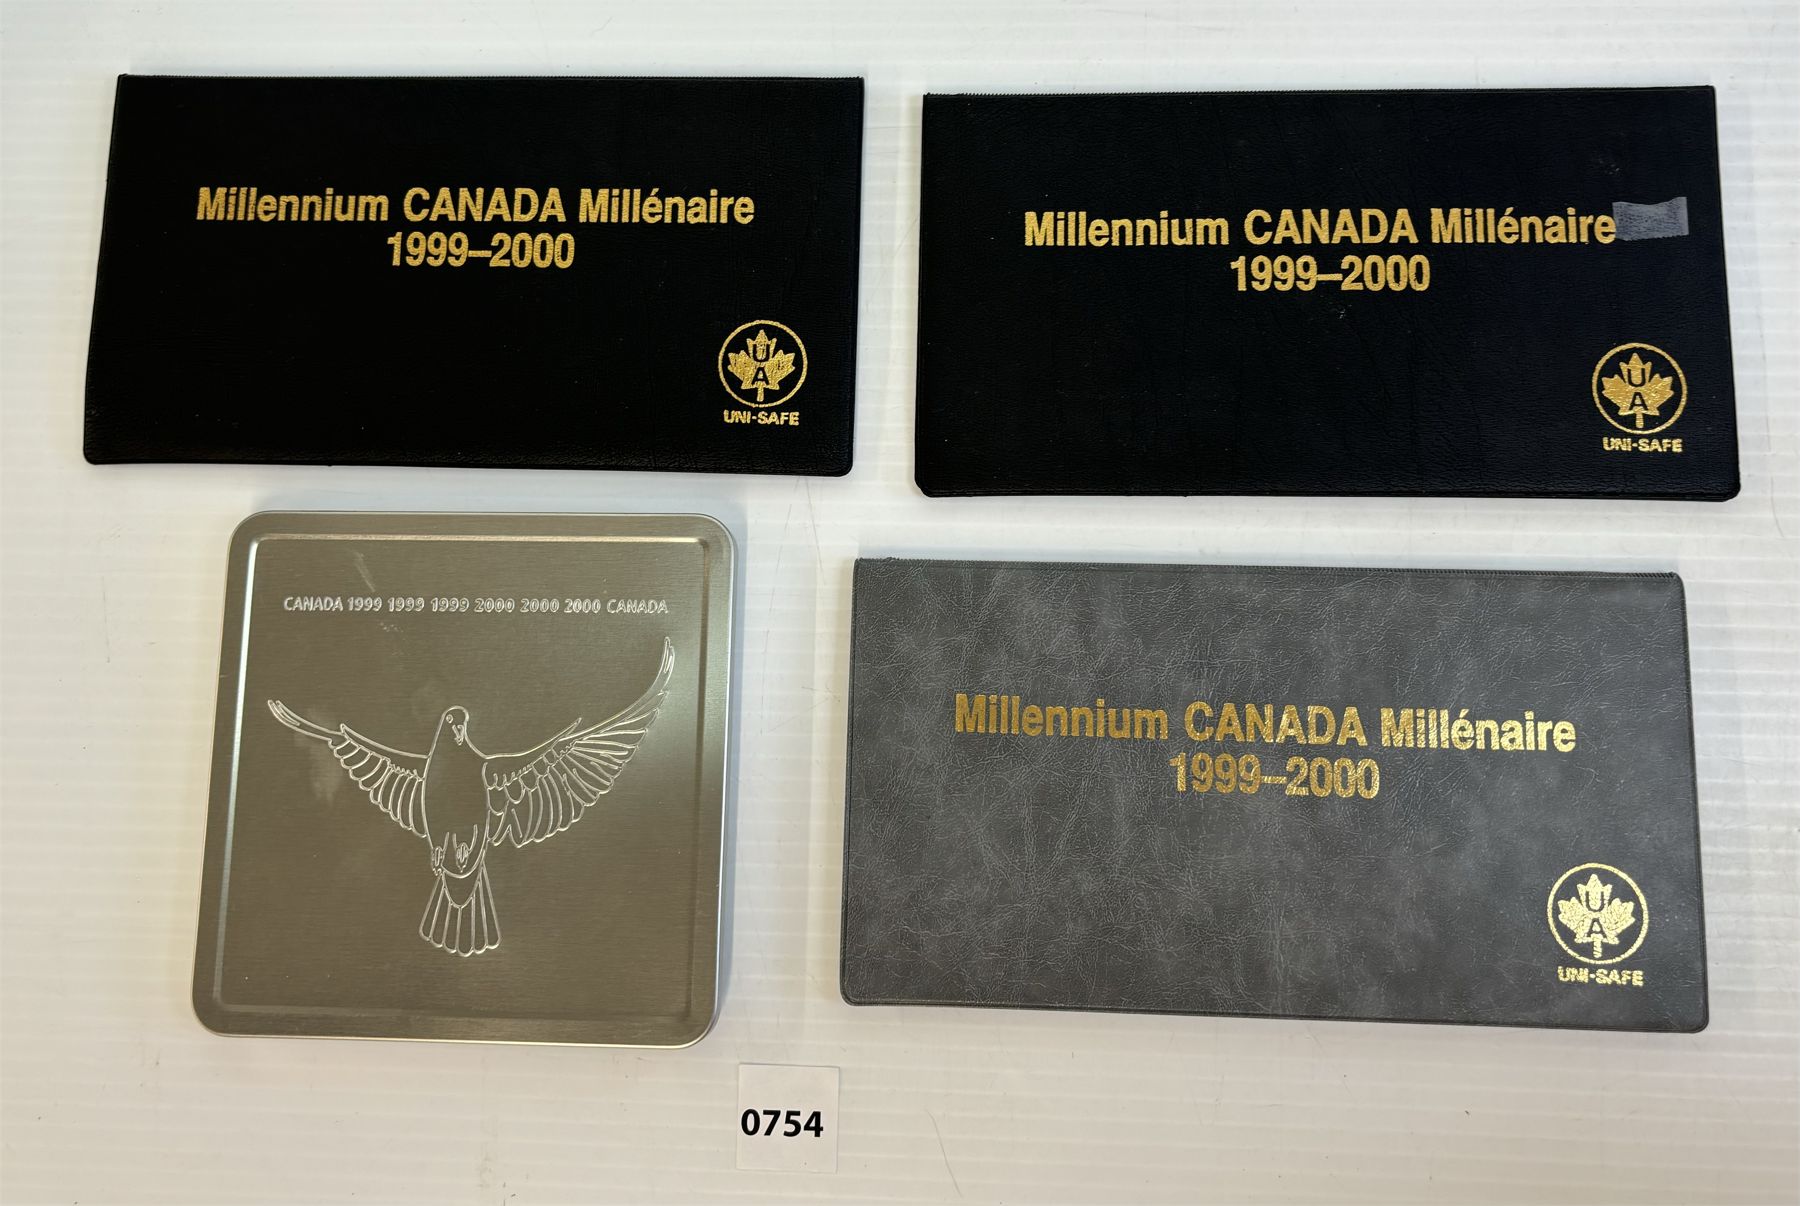 Millennium CANADA Millénaire
1999–2000
U
A
UNI-SAFE
Millennium CANADA Millénaire
1999–2000
U
A
UNI-SAFE
CANADA 1999 1999 1999 2000 2000 2000 CANADA
Millennium CANADA Millénaire
1999–2000
U
A
UNI-SAFE
0754